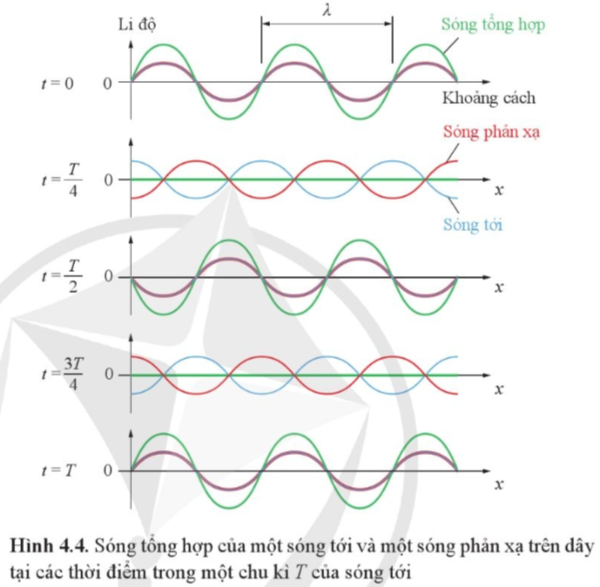 Li độ
λ
Sóng tổng hợp
t = 0
0
Khoảng cách
Sóng phản xạ
t = T/4
0
x
Sóng tới
t = T/2
0
x
t = 3T/4
0
x
t = T
0
x
Hình 4.4. Sóng tổng hợp của một sóng tới và một sóng phản xạ trên dây
tại các thời điểm trong một chu kì T của sóng tới